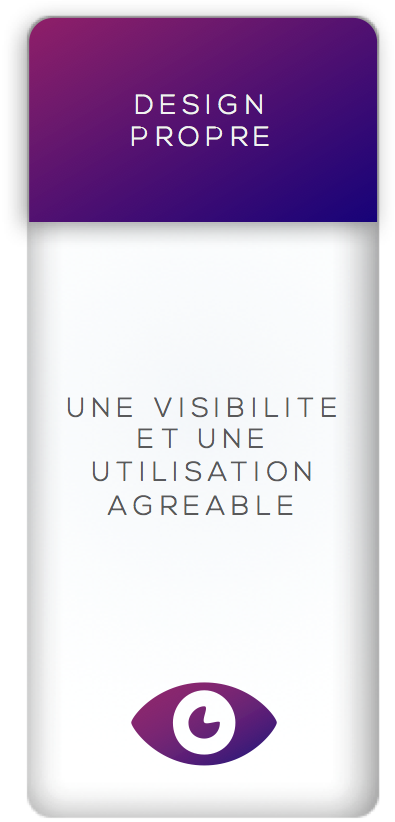 DESIGN
PROPRE
UNE VISIBILITE
ET UNE
UTILISATION
AGREABLE